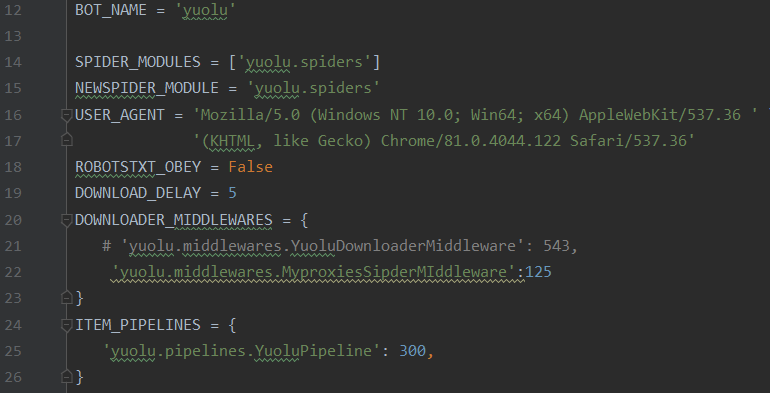 12 BOT_NAME = 'yuolu'
13
14 SPIDER_MODULES = ['yuolu.spiders']
15 NEWSPIDER_MODULE = 'yuolu.spiders'
16 USER_AGENT = 'Mozilla/5.0 (Windows NT 10.0; Win64; x64) AppleWebKit/537.36 ' \
17 '(KHTML, like Gecko) Chrome/81.0.4044.122 Safari/537.36'
18 ROBOTSTXT_OBEY = False
19 DOWNLOAD_DELAY = 5
20 DOWNLOADER_MIDDLEWARES = {
21 # 'yuolu.middlewares.YuoluDownloaderMiddleware': 543,
22 'yuolu.middlewares.MyproxiesSipderMIddleware':125
23 }
24 ITEM_PIPELINES = {
25 'yuolu.pipelines.YuoluPipeline': 300,
26 }